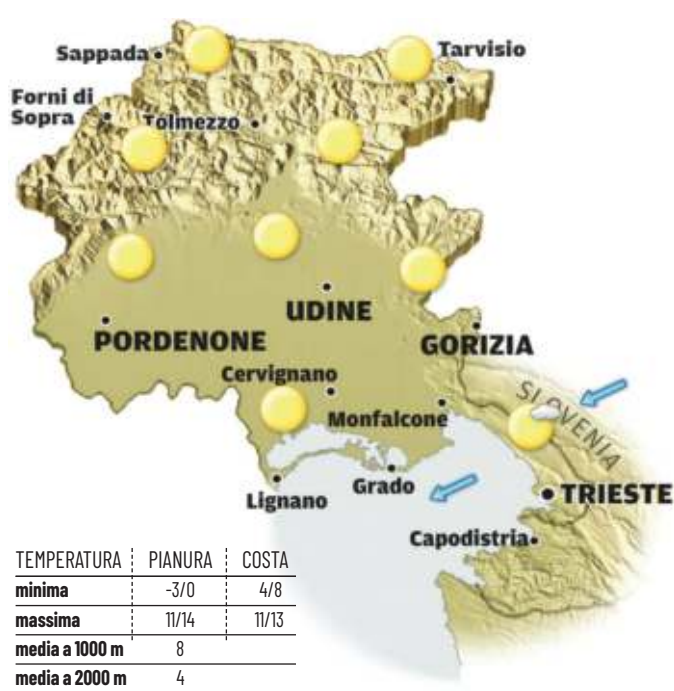 Sappada
Tarvisio
Forni di
Sopra
Tolmezzo
UDINE
PORDENONE
GORIZIA
Cervignano
SLOVENIA
Monfalcone
Grado
Lignano
TRIESTE
Capodistria
TEMPERATURA PIANURA COSTA
minima -3/0 4/8
massima 11/14 11/13
media a 1000 m 8
media a 2000 m 4